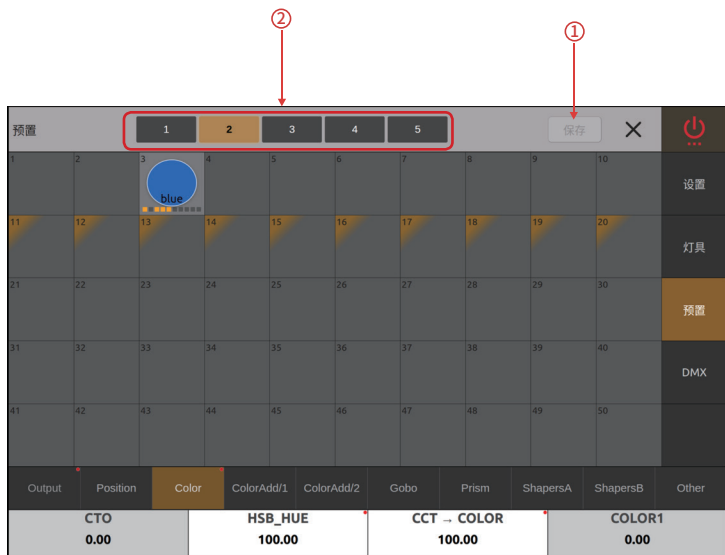 ② ①
预置 1 2 3 4 5 保存
1 2 3 4 5 6 7 8 9 10
设置
blue
11 12 13 14 15 16 17 18 19 20
灯具
21 22 23 24 25 26 27 28 29 30
预置
31 32 33 34 35 36 37 38 39 40
DMX
41 42 43 44 45 46 47 48 49 50
Output Position Color ColorAdd/1 ColorAdd/2 Gobo Prism ShapersA ShapersB Other
CTO HSB_HUE CCT → COLOR COLOR1
0.00 100.00 100.00 0.00